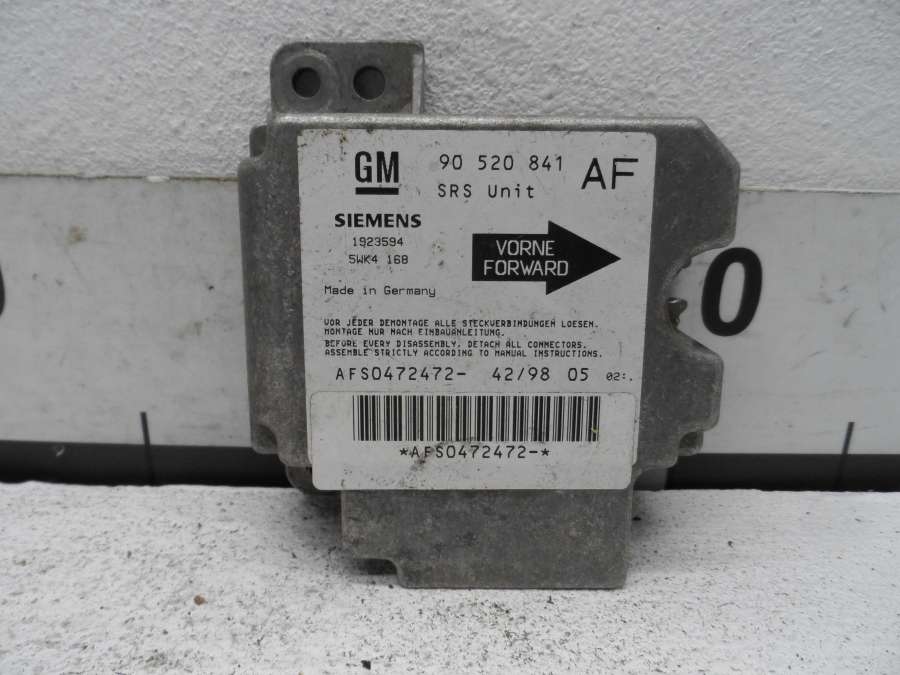 GM
90 520 841
AF
SRS Unit
SIEMENS
1923594
5WK4 168
VORNE
FORWARD
Made in Germany
VOR JEDER DEMONTAGE ALLE STECKVERBINDUNGEN LOESEN.
MONTAGE NUR NACH EINBAUANLEITUNG.
BEFORE EVERY DISASSEMBLY, DETACH ALL CONNECTORS.
ASSEMBLE STRICTLY ACCORDING TO MANUAL INSTRUCTIONS.
AFS0472472- 42/98 05 02:.
*AFS0472472-*
0